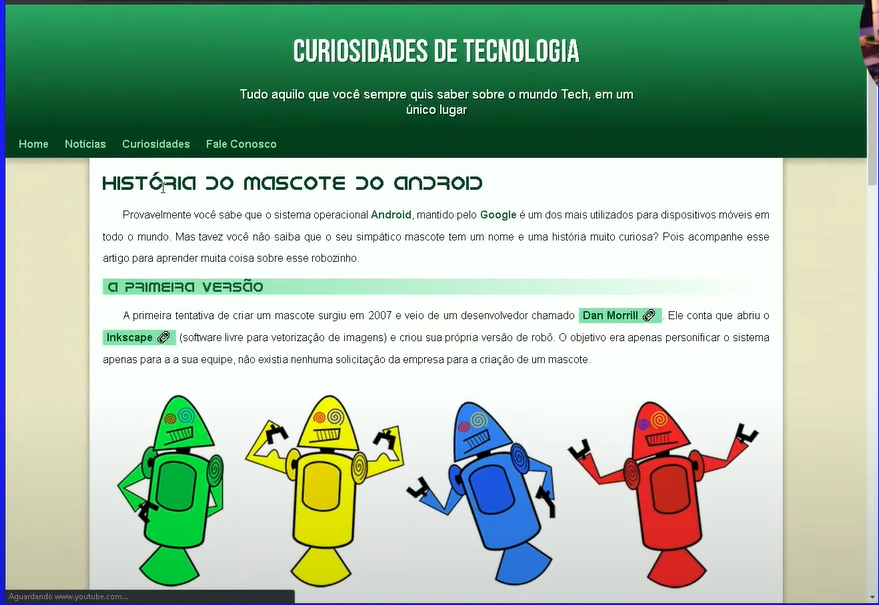 CURIOSIDADES DE TECNOLOGIA
Tudo aquilo que você sempre quis saber sobre o mundo Tech, em um
único lugar
Home Notícias Curiosidades Fale Conosco
HISTÓRIA DO MASCOTE DO ANDROID
Provavelmente você sabe que o sistema operacional Android, mantido pelo Google é um dos mais utilizados para dispositivos móveis em
todo o mundo. Mas tavez você não saiba que o seu simpático mascote tem um nome e uma história muito curiosa? Pois acompanhe esse
artigo para aprender muita coisa sobre esse robozinho.
A PRIMEIRA VERSÃO
A primeira tentativa de criar um mascote surgiu em 2007 e veio de um desenvolvedor chamado Dan Morrill. Ele conta que abriu o
Inkscape (software livre para vetorização de imagens) e criou sua própria versão de robô. O objetivo era apenas personificar o sistema
apenas para a a sua equipe, não existia nenhuma solicitação da empresa para a criação de um mascote.
Aguardando www.youtube.com...